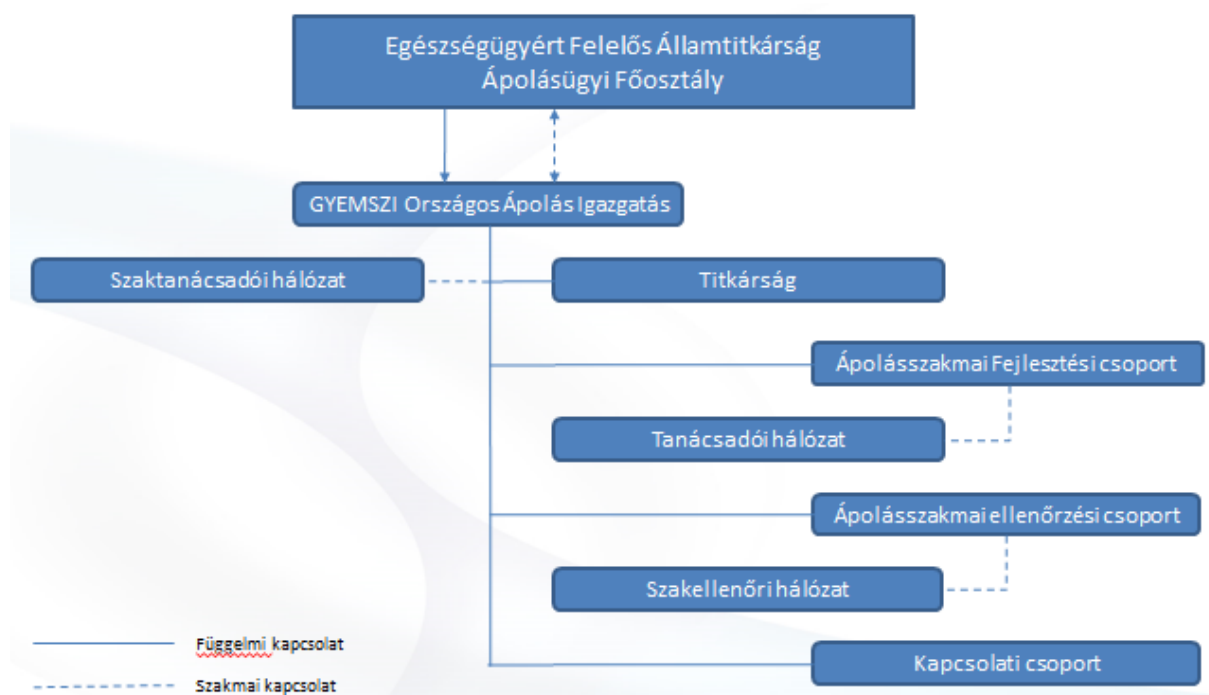 Egészségügyért Felelős Államtitkárság
Ápolásügyi Főosztály
GYEMSZI Országos Ápolás Igazgatás
Szaktanácsadói hálózat
Titkárság
Ápolásszakmai Fejlesztési csoport
Tanácsadói hálózat
Ápolásszakmai ellenőrzési csoport
Szakellenőri hálózat
Kapcsolati csoport
Függelmi kapcsolat
Szakmai kapcsolat